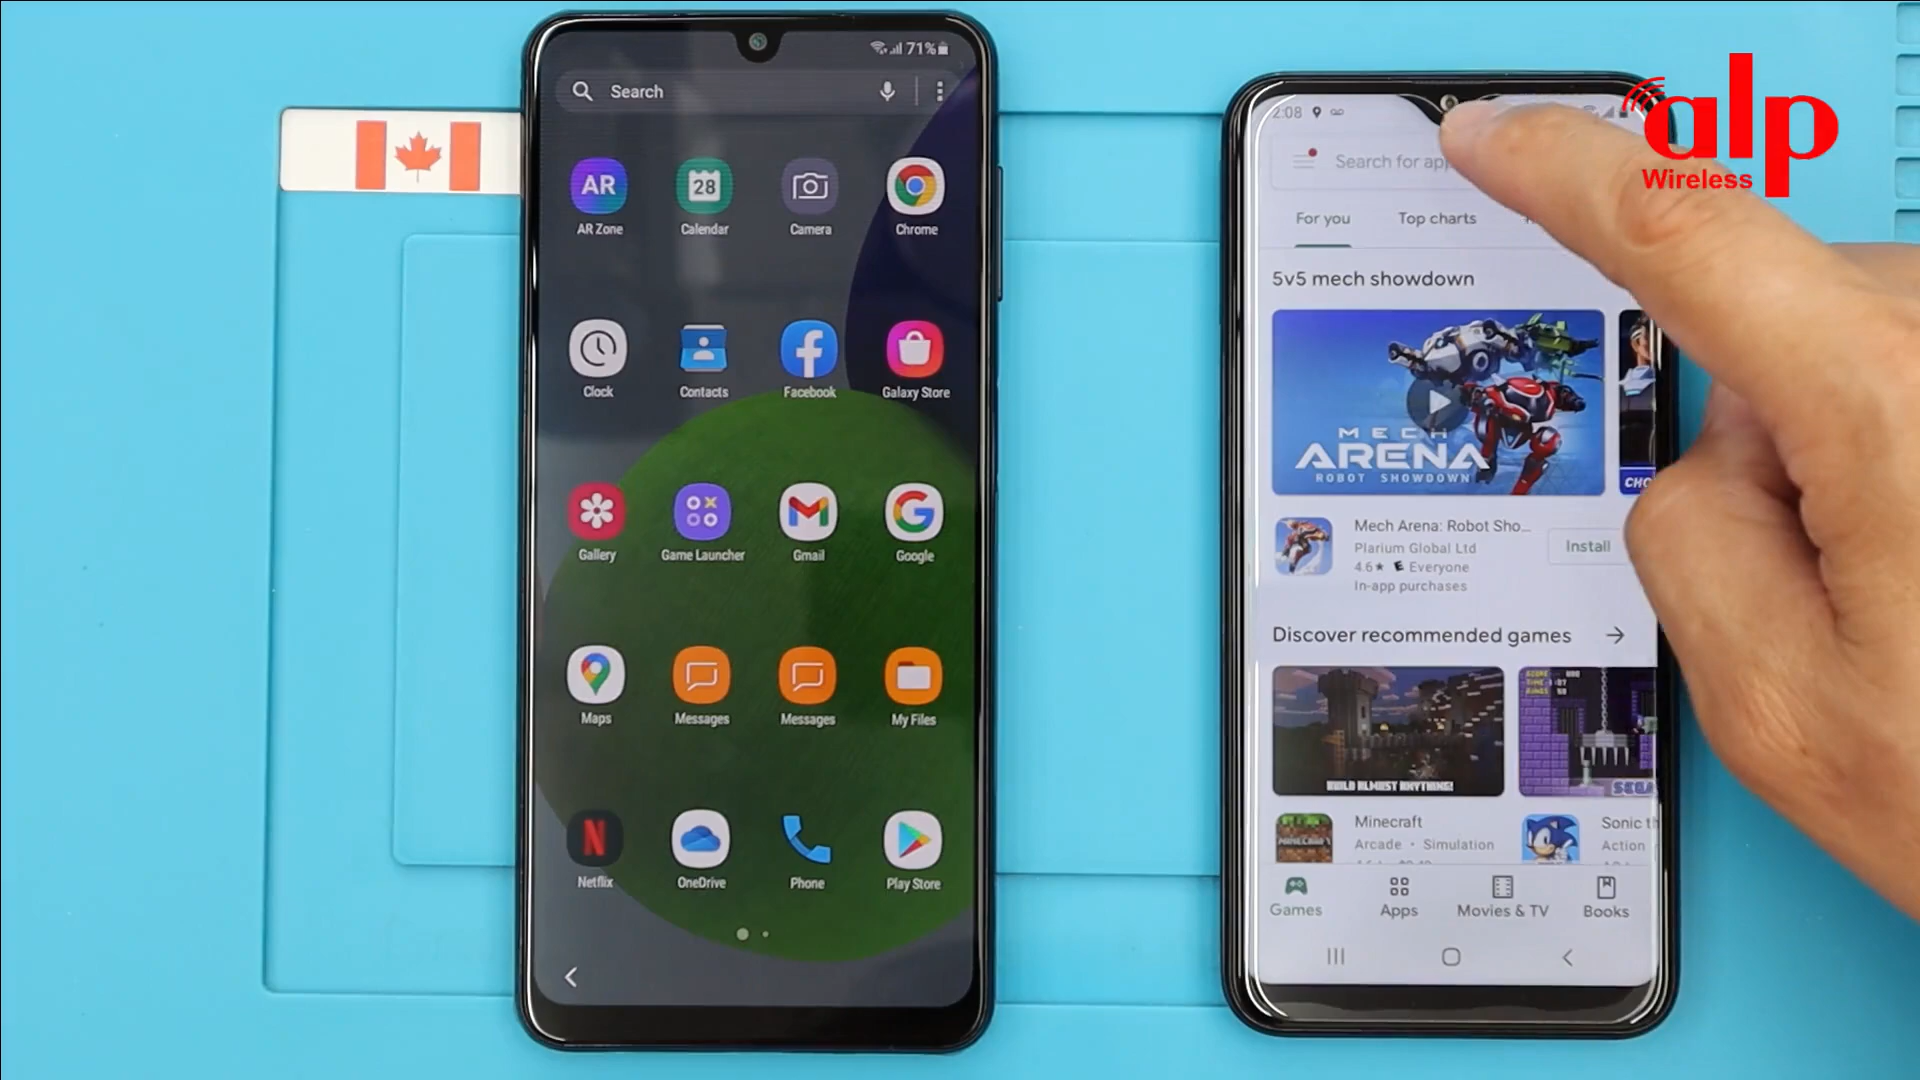 71%
Search
AR
AR Zone
28
Calendar
Camera
Chrome
Clock
Contacts
Facebook
Galaxy Store
Gallery
Game Launcher
Gmail
Google
Maps
Messages
Messages
My Files
N
Netflix
OneDrive
Phone
Play Store
2:08
Search for app
For you
Top charts
5v5 mech showdown
MECH
ARENA
ROBOT SHOWDOWN
CHO
Mech Arena: Robot Sho...
Plarium Global Ltd
4.6★ E Everyone
In-app purchases
Install
Discover recommended games
BUILD ALMOST ANYTHING!
SEGA
Minecraft
Arcade • Simulation
Sonic th
Action
Games
Apps
Movies & TV
Books
alp
Wireless